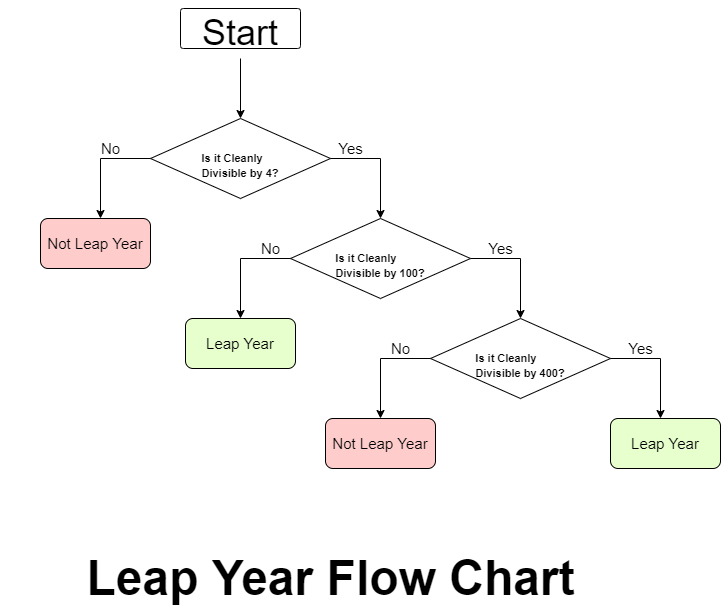 Start
No
Yes
Is it Cleanly
Divisible by 4?
Not Leap Year
No
Yes
Is it Cleanly
Divisible by 100?
Leap Year
No
Yes
Is it Cleanly
Divisible by 400?
Not Leap Year
Leap Year
Leap Year Flow Chart